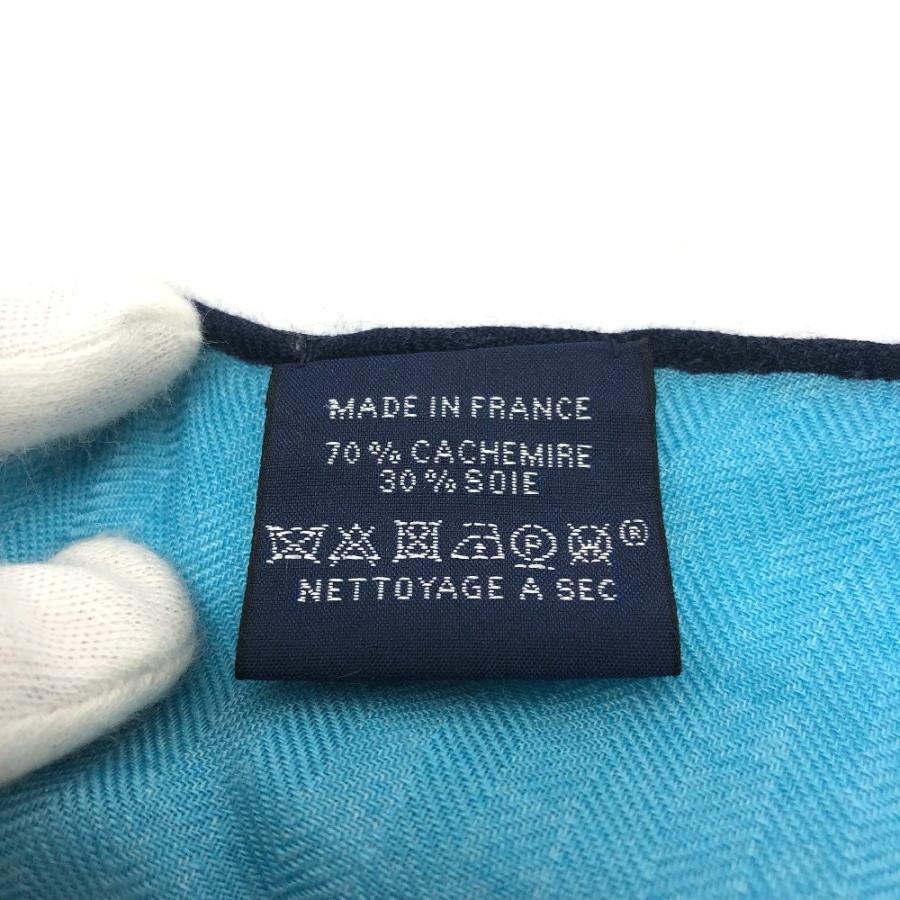 MADE IN FRANCE
70 % CACHEMIRE
30 % SOIE
P W ®
NETTOYAGE A SEC